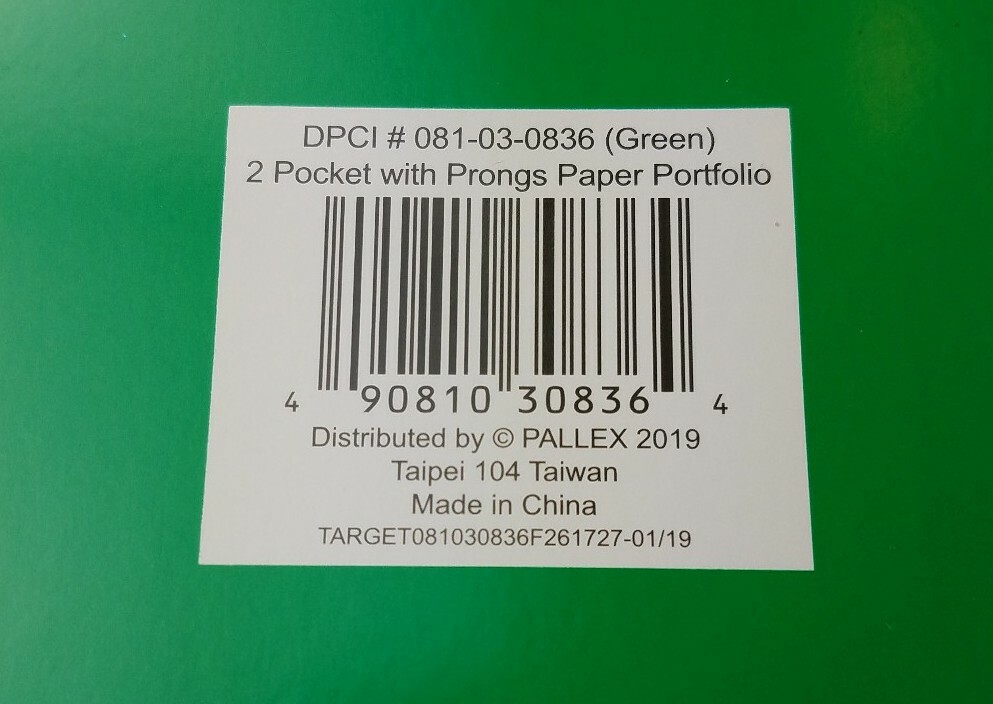 DPCI # 081-03-0836 (Green)
2 Pocket with Prongs Paper Portfolio
4 90810 30836 4
Distributed by © PALLEX 2019
Taipei 104 Taiwan
Made in China
TARGET081030836F261727-01/19